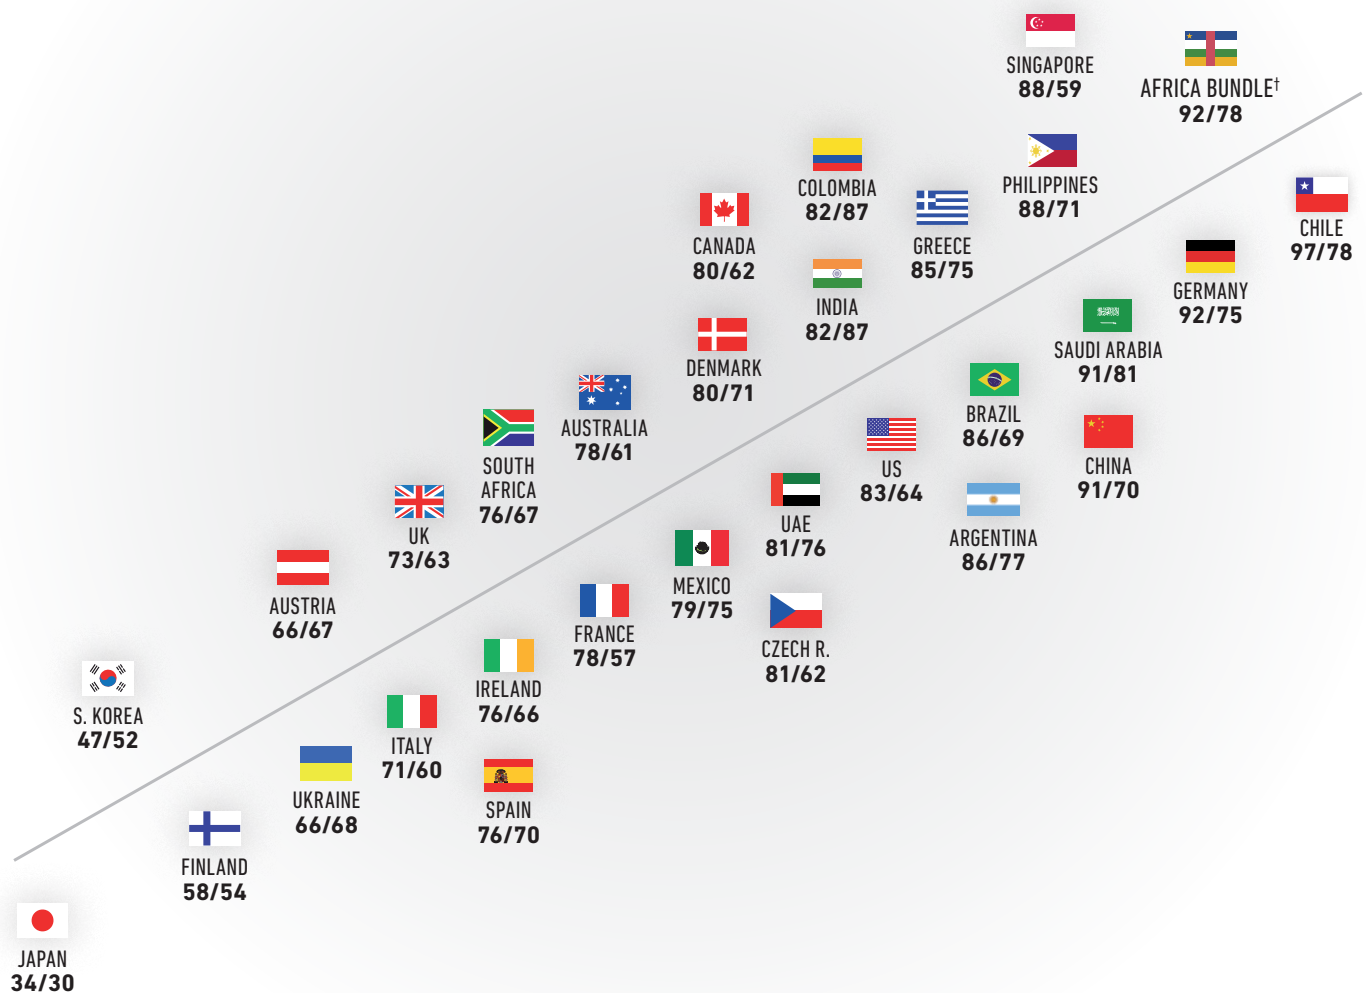 SINGAPORE
88/59
AFRICA BUNDLE†
92/78
COLOMBIA
82/87
PHILIPPINES
88/71
CANADA
80/62
GREECE
85/75
CHILE
97/78
INDIA
82/87
GERMANY
92/75
DENMARK
80/71
SAUDI ARABIA
91/81
AUSTRALIA
78/61
BRAZIL
86/69
SOUTH
AFRICA
76/67
US
83/64
CHINA
91/70
UK
73/63
UAE
81/76
ARGENTINA
86/77
AUSTRIA
66/67
MEXICO
79/75
FRANCE
78/57
CZECH R.
81/62
S. KOREA
47/52
IRELAND
76/66
ITALY
71/60
UKRAINE
66/68
SPAIN
76/70
FINLAND
58/54
JAPAN
34/30